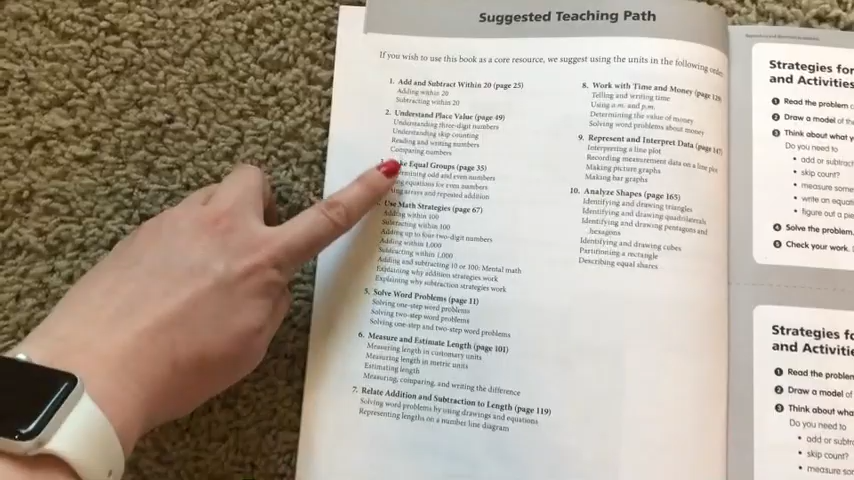 Suggested Teaching Path
If you wish to use this book as a core resource, we suggest using the units in the following order.
1. Add and Subtract Within 20 (page 25)
Adding within 20
Subtracting within 20
2. Understand Place Value (page 49)
Understanding three-digit numbers
Understanding skip counting
Reading and writing numbers
Comparing numbers
Equal Groups (page 35)
odd and even numbers
equations for even numbers
arrays and repeated addition
Use Math Strategies (page 67)
Adding within 100
Subtracting within 100
Adding up to four two-digit numbers
Adding within 1,000
Subtracting within 1,000
Adding and subtracting 10 or 100: Mental math
Explaining why addition strategies work
Explaining why subtraction strategies work
5. Solve Word Problems (page 11)
Solving one-step word problems
Solving two-step word problems
Solving one-step and two-step word problems
6. Measure and Estimate Length (page 101)
Measuring length in customary units
Measuring length in metric units
Estimating length
Measuring, comparing, and writing the difference
7. Relate Addition and Subtraction to Length (page 119)
Solving word problems by using drawings and equations
Representing lengths on a number line diagram
8. Work with Time and Money (page 129
Telling and writing time
Using a.m. and p.m.
Determining the value of money
Solving word problems about money
9. Represent and Interpret Data (page 147)
Interpreting a line plot
Recording measurement data on a line plot
Making picture graphs
Making bar graphs
10. Analyze Shapes (page 165)
Identifying and drawing triangles
Identifying and drawing quadrilaterals
Identifying and drawing pentagons and
hexagons
Identifying and drawing cubes
Partitioning a rectangle
Describing equal shares
Strategies for
and Activities
1 Read the problem
2 Draw a model of the
3 Think about what y
Do you need to
• add or subtract
• skip count?
• measure some
• write an equat
• figure out a pi
4 Solve the problem.
5 Check your work.
Strategies for
and Activities
1 Read the problem
2 Draw a model of
3 Think about wha
Do you need to
• add or subtr
• skip count?
• measure so